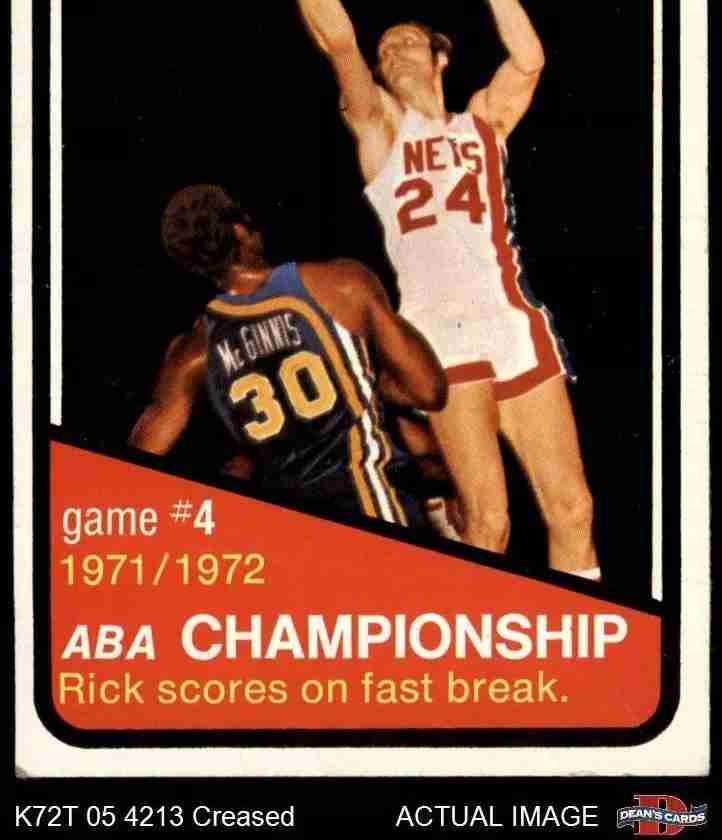 NETS
24
McGINNIS
30
game #4
1971/1972
ABA CHAMPIONSHIP
Rick scores on fast break.
K72T 05 4213 Creased ACTUAL IMAGE DEAN'S CARDS